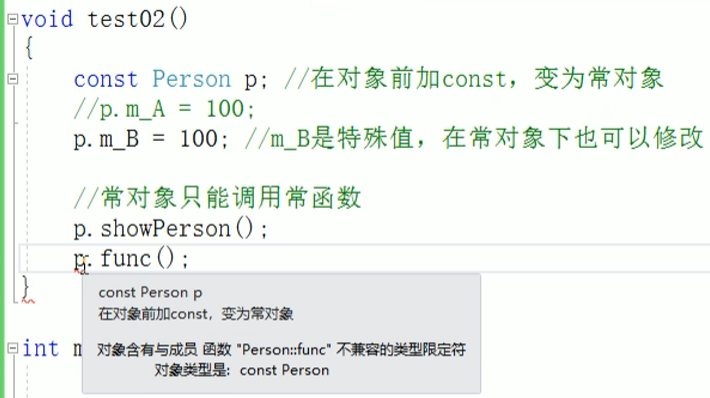 void test02()
{
const Person p; //在对象前加const，变为常对象
//p.m_A = 100;
p.m_B = 100; //m_B是特殊值，在常对象下也可以修改
//常对象只能调用常函数
p.showPerson();
p.func();
}
const Person p
在对象前加const，变为常对象
对象含有与成员 函数 "Person::func" 不兼容的类型限定符
对象类型是: const Person
int m